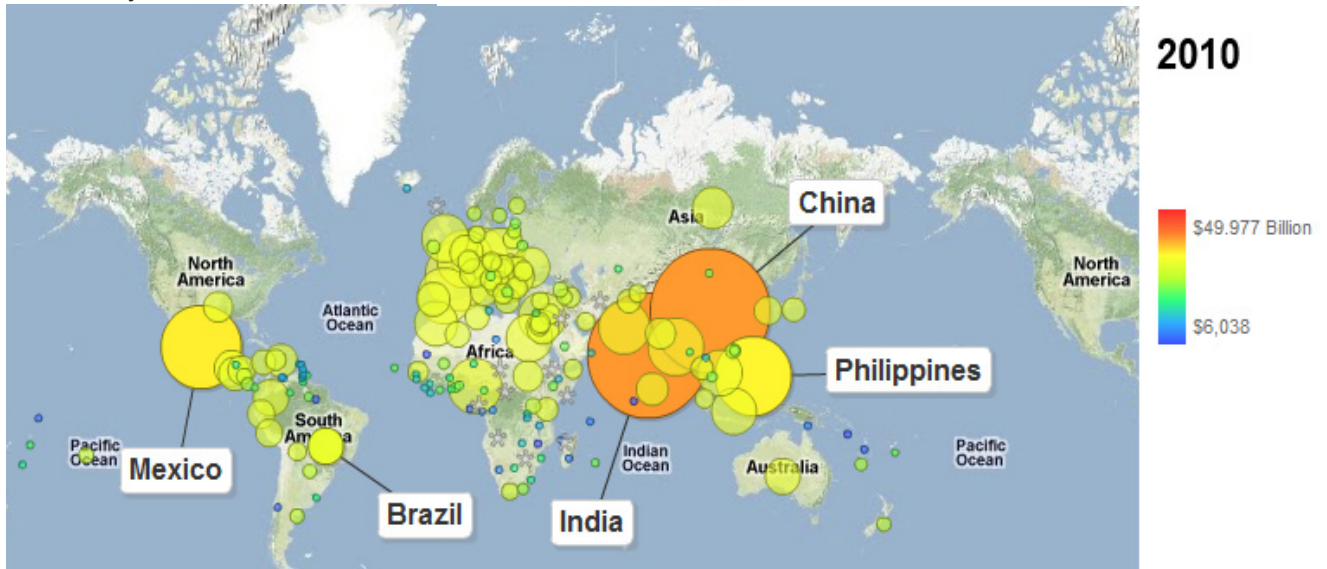 2010
$49.977 Billion
$6,038
China
Asia
North
America
North
America
Atlantic
Ocean
Africa
Philippines
South
America
Pacific
Ocean
Indian
Ocean
Australia
Pacific
Ocean
Mexico
Brazil
India